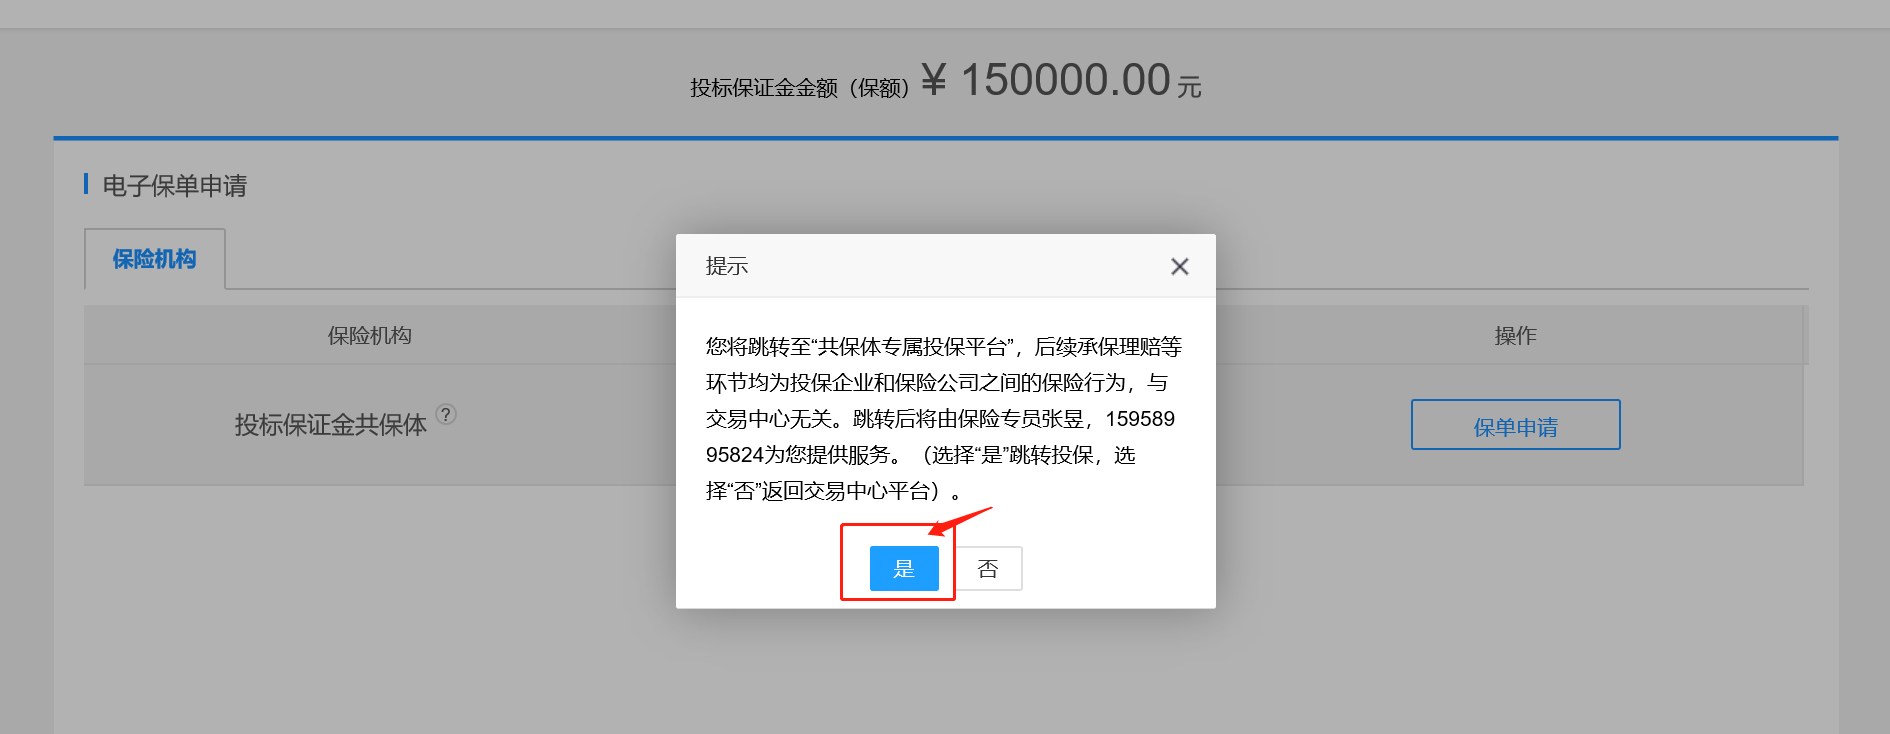 投标保证金金额（保额）¥ 150000.00 元
电子保单申请
保险机构
保险机构
操作
投标保证金共保体 ?
保单申请
提示
您将跳转至“共保体专属投保平台”，后续承保理赔等
环节均为投保企业和保险公司之间的保险行为，与
交易中心无关。跳转后将由保险专员张昱，159589
95824为您提供服务。（选择“是”跳转投保，选
择“否”返回交易中心平台）。
是
否